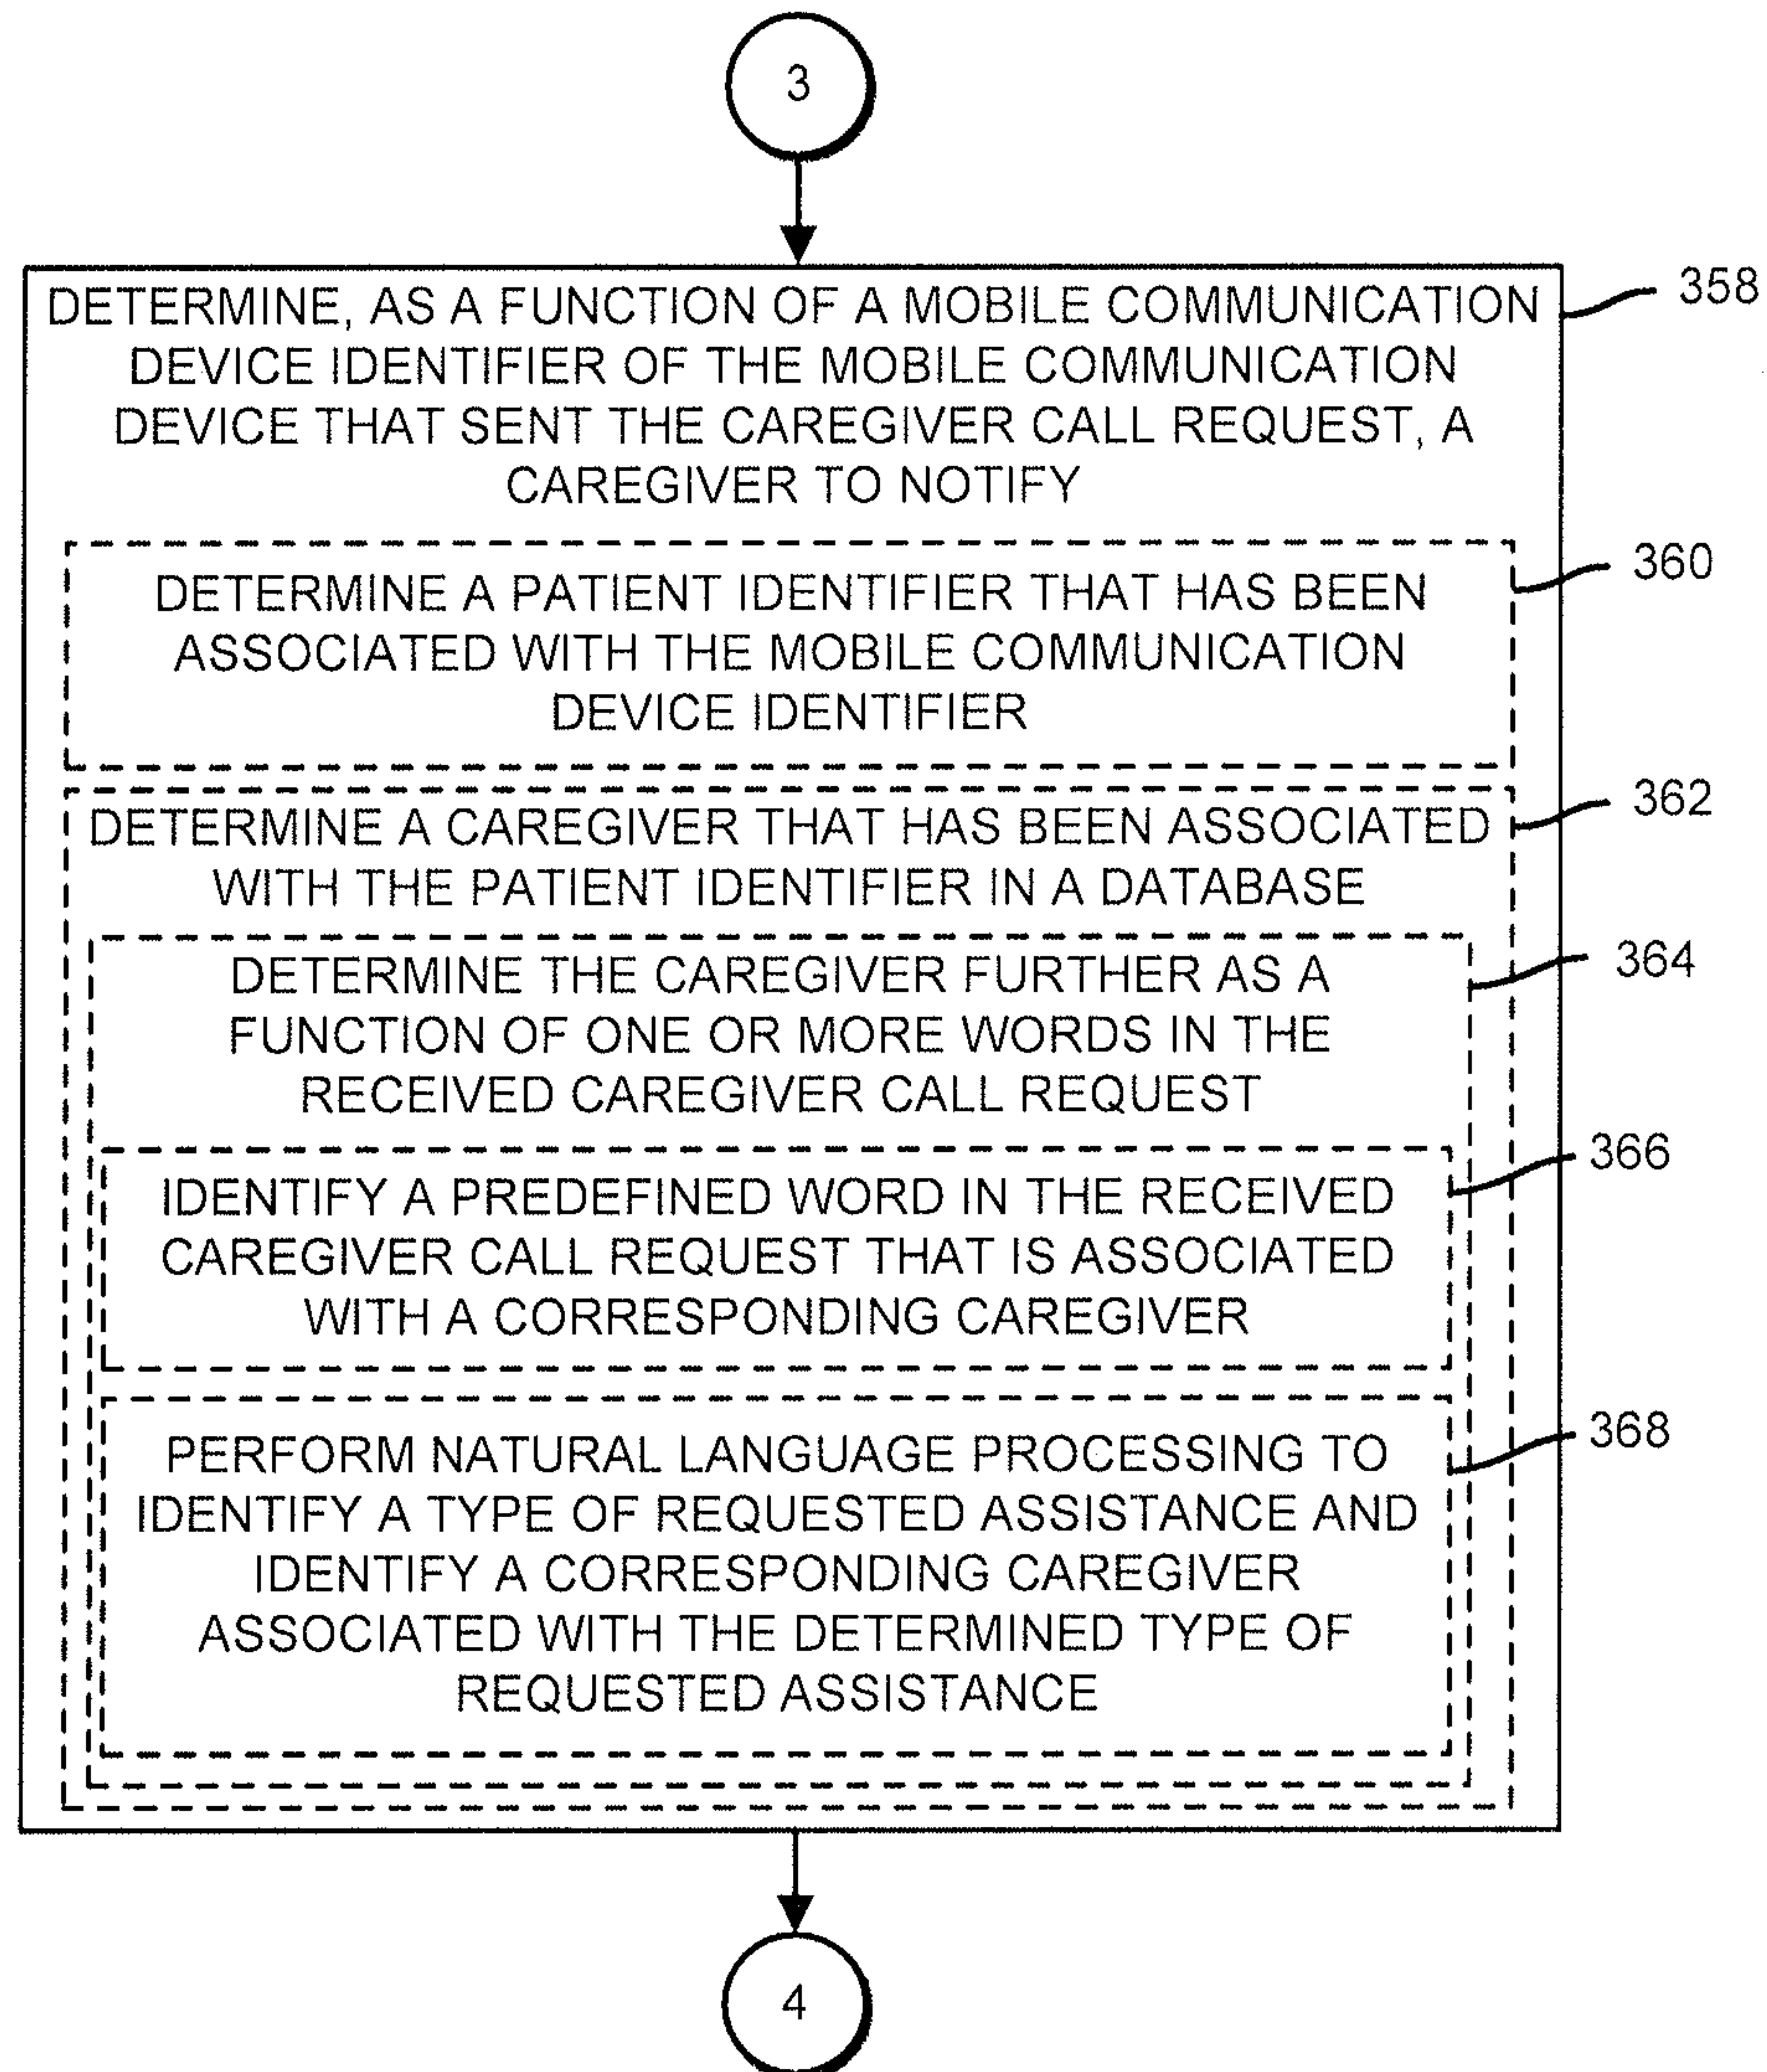 3
DETERMINE, AS A FUNCTION OF A MOBILE COMMUNICATION
DEVICE IDENTIFIER OF THE MOBILE COMMUNICATION
DEVICE THAT SENT THE CAREGIVER CALL REQUEST, A
CAREGIVER TO NOTIFY
358
DETERMINE A PATIENT IDENTIFIER THAT HAS BEEN
ASSOCIATED WITH THE MOBILE COMMUNICATION
DEVICE IDENTIFIER
360
DETERMINE A CAREGIVER THAT HAS BEEN ASSOCIATED
WITH THE PATIENT IDENTIFIER IN A DATABASE
362
DETERMINE THE CAREGIVER FURTHER AS A
FUNCTION OF ONE OR MORE WORDS IN THE
RECEIVED CAREGIVER CALL REQUEST
364
IDENTIFY A PREDEFINED WORD IN THE RECEIVED
CAREGIVER CALL REQUEST THAT IS ASSOCIATED
WITH A CORRESPONDING CAREGIVER
366
PERFORM NATURAL LANGUAGE PROCESSING TO
IDENTIFY A TYPE OF REQUESTED ASSISTANCE AND
IDENTIFY A CORRESPONDING CAREGIVER
ASSOCIATED WITH THE DETERMINED TYPE OF
REQUESTED ASSISTANCE
368
4